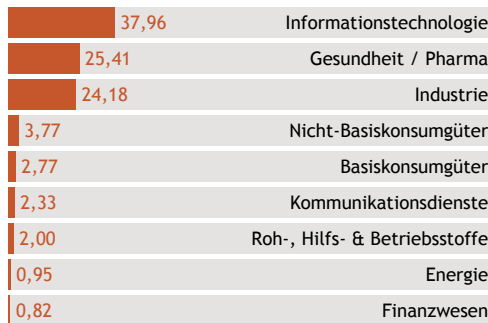 37,96 Informationstechnologie
25,41 Gesundheit / Pharma
24,18 Industrie
3,77 Nicht-Basiskonsumgüter
2,77 Basiskonsumgüter
2,33 Kommunikationsdienste
2,00 Roh-, Hilfs- & Betriebsstoffe
0,95 Energie
0,82 Finanzwesen